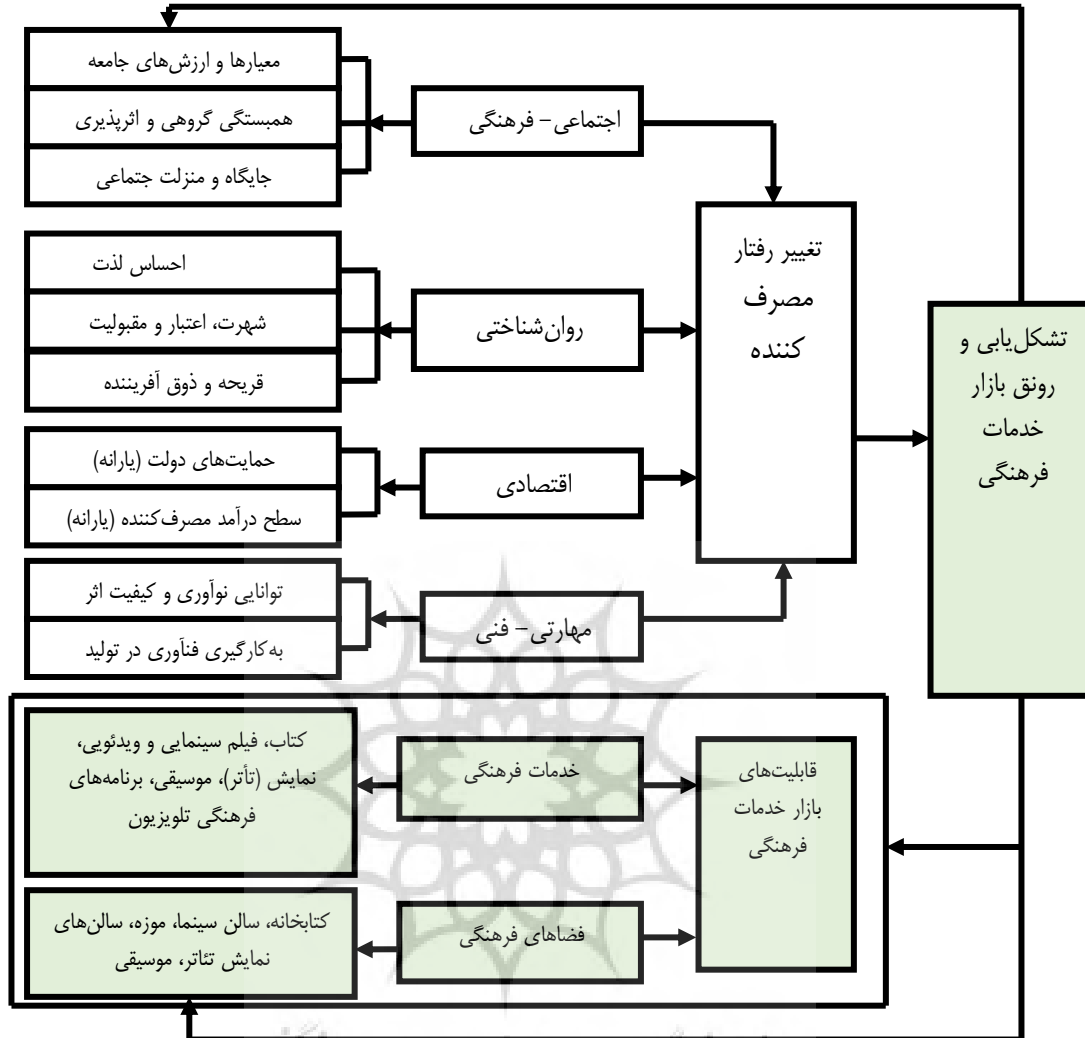 معیارها و ارزش‌های جامعه
همبستگی گروهی و اثرپذیری
جایگاه و منزلت جتماعی
اجتماعی- فرهنگی
احساس لذت
شهرت، اعتبار و مقبولیت
قریحه و ذوق آفریننده
روان‌شناختی
حمایت‌های دولت (یارانه)
سطح درآمد مصرف‌کننده (یارانه)
اقتصادی
توانایی نوآوری و کیفیت اثر
به‌کارگیری فنآوری در تولید
مهارتی- فنی
تغییر رفتار
مصرف
کننده
تشکل‌یابی و
رونق بازار
خدمات
فرهنگی
قابلیت‌های
بازار خدمات
فرهنگی
خدمات فرهنگی
کتاب، فیلم سینمایی و ویدئویی،
نمایش (تأتر)، موسیقی، برنامه‌های
فرهنگی تلویزیون
فضاهای فرهنگی
کتابخانه، سالن سینما، موزه، سالن‌های
نمایش تئاتر، موسیقی